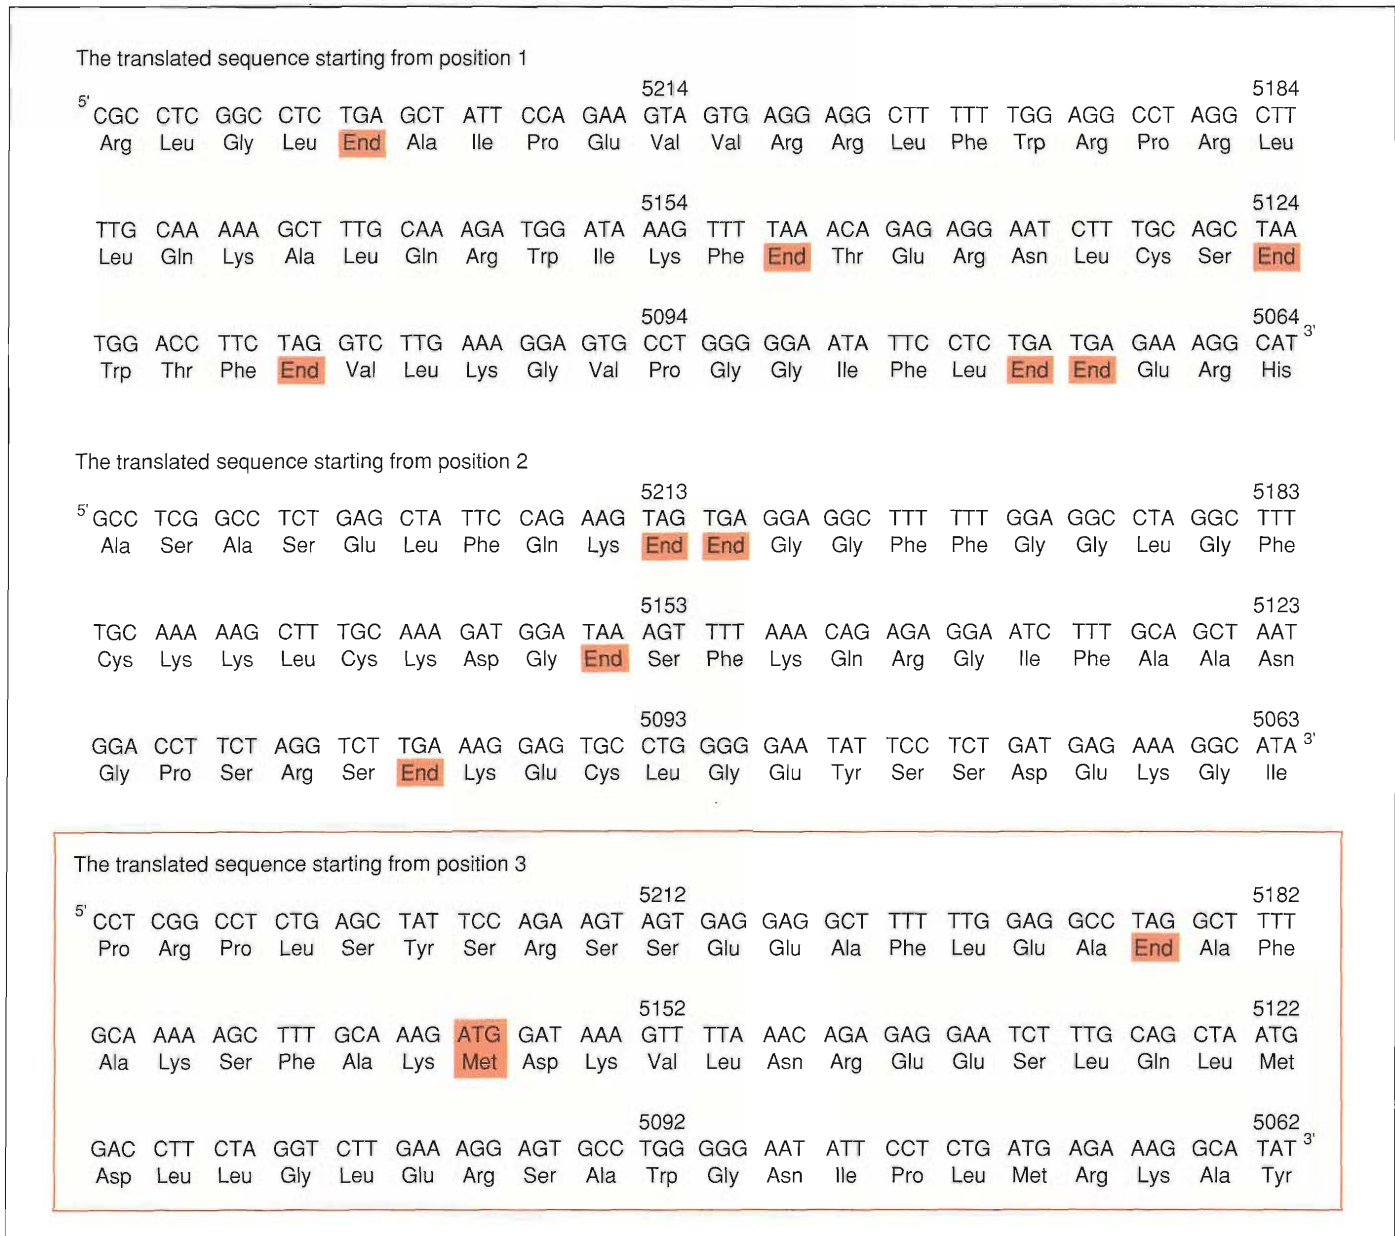 The translated sequence starting from position 1
5214 5184
5' CGC CTC GGC CTC TGA GCT ATT CCA GAA GTA GTG AGG AGG CTT TTT TGG AGG CCT AGG CTT
Arg Leu Gly Leu End Ala Ile Pro Glu Val Val Arg Arg Leu Phe Trp Arg Pro Arg Leu
5154 5124
TTG CAA AAA GCT TTG CAA AGA TGG ATA AAG TTT TAA ACA GAG AGG AAT CTT TGC AGC TAA
Leu Gln Lys Ala Leu Gln Arg Trp Ile Lys Phe End Thr Glu Arg Asn Leu Cys Ser End
5094 5064
TGG ACC TTC TAG GTC TTG AAA GGA GTG CCT GGG GGA ATA TTC CTC TGA TGA GAA AGG CAT 3'
Trp Thr Phe End Val Leu Lys Gly Val Pro Gly Gly Ile Phe Leu End End Glu Arg His
The translated sequence starting from position 2
5213 5183
5' GCC TCG GCC TCT GAG CTA TTC CAG AAG TAG TGA GGA GGC TTT TTT GGA GGC CTA GGC TTT
Ala Ser Ala Ser Glu Leu Phe Gln Lys End End Gly Gly Phe Phe Gly Gly Leu Gly Phe
5153 5123
TGC AAA AAG CTT TGC AAA GAT GGA TAA AGT TTT AAA CAG AGA GGA ATC TTT GCA GCT AAT
Cys Lys Lys Leu Cys Lys Asp Gly End Ser Phe Lys Gln Arg Gly Ile Phe Ala Ala Asn
5093 5063
GGA CCT TCT AGG TCT TGA AAG GAG TGC CTG GGG GAA TAT TCC TCT GAT GAG AAA GGC ATA 3'
Gly Pro Ser Arg Ser End Lys Glu Cys Leu Gly Glu Tyr Ser Ser Asp Glu Lys Gly Ile
The translated sequence starting from position 3
5212 5182
5' CCT CGG CCT CTG AGC TAT TCC AGA AGT AGT GAG GAG GCT TTT TTG GAG GCC TAG GCT TTT
Pro Arg Pro Leu Ser Tyr Ser Arg Ser Ser Glu Glu Ala Phe Leu Glu Ala End Ala Phe
5152 5122
GCA AAA AGC TTT GCA AAG ATG GAT AAA GTT TTA AAC AGA GAG GAA TCT TTG CAG CTA ATG
Ala Lys Ser Phe Ala Lys Met Asp Lys Val Leu Asn Arg Glu Glu Ser Leu Gln Leu Met
5092 5062
GAC CTT CTA GGT CTT GAA AGG AGT GCC TGG GGG AAT ATT CCT CTG ATG AGA AAG GCA TAT 3'
Asp Leu Leu Gly Leu Glu Arg Ser Ala Trp Gly Asn Ile Pro Leu Met Arg Lys Ala Tyr